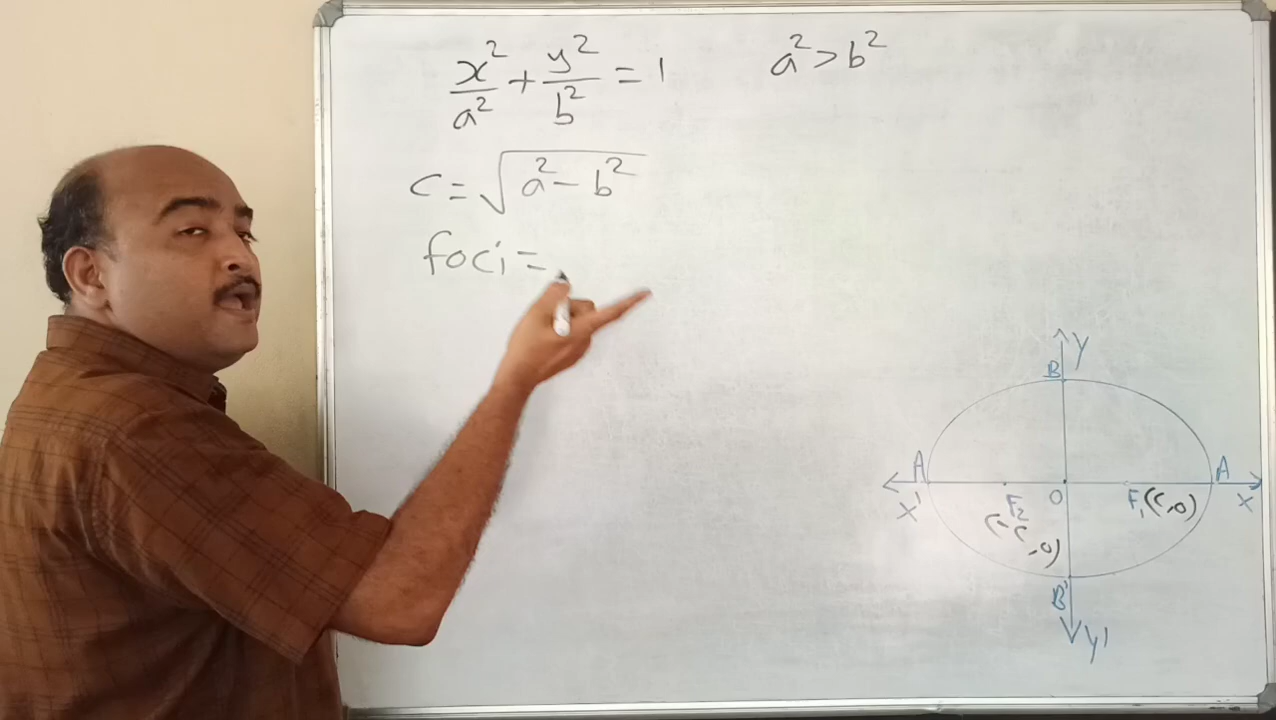 x²/a² + y²/b² = 1
a² > b²
c = √(a² - b²)
foci =
Y
B
A
A
X'
F₂
O
F₁(c,0)
X
(-c,0)
B'
Y'